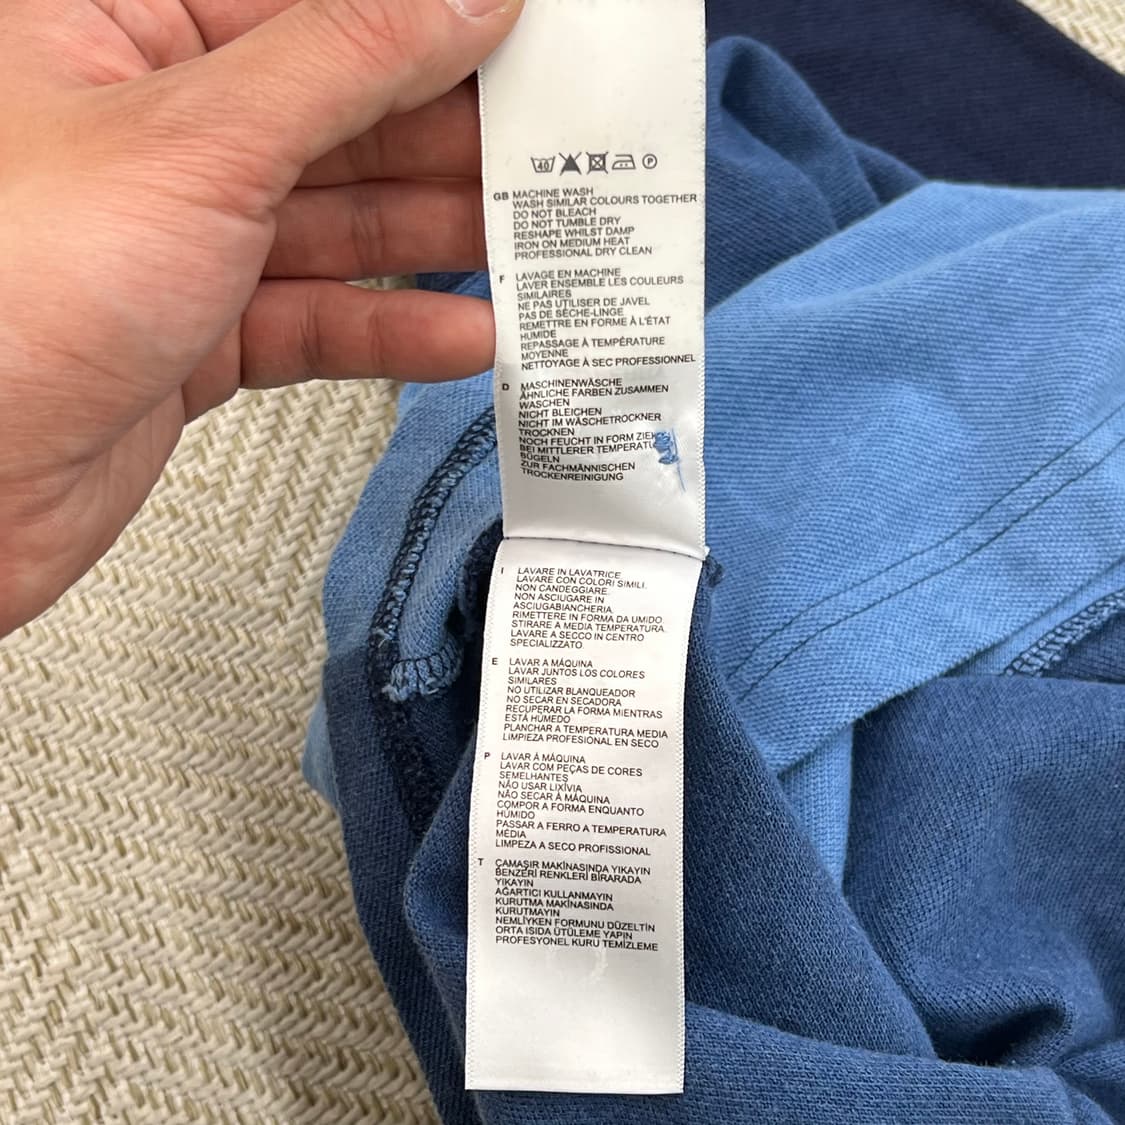 40 P
GB MACHINE WASH
WASH SIMILAR COLOURS TOGETHER
DO NOT BLEACH
DO NOT TUMBLE DRY
RESHAPE WHILST DAMP
IRON ON MEDIUM HEAT
PROFESSIONAL DRY CLEAN
F LAVAGE EN MACHINE
LAVER ENSEMBLE LES COULEURS
SIMILAIRES
NE PAS UTILISER DE JAVEL
PAS DE SÈCHE-LINGE
REMETTRE EN FORME À L'ÉTAT
HUMIDE
REPASSAGE À TEMPÉRATURE
MOYENNE
NETTOYAGE À SEC PROFESSIONNEL
D MASCHINENWÄSCHE
ÄHNLICHE FARBEN ZUSAMMEN
WASCHEN
NICHT BLEICHEN
NICHT IM WÄSCHETROCKNER
TROCKNEN
NOCH FEUCHT IN FORM
BEI MITTLERER
BÜGELN
ZUR FACHMÄNNISCHEN
TROCKENREINIGUNG
I LAVARE IN LAVATRICE
LAVARE CON COLORI SIMILI.
NON CANDEGGIARE.
NON ASCIUGARE IN
ASCIUGABIANCHERIA.
RIMETTERE IN FORMA DA UMIDO.
STIRARE A MEDIA TEMPERATURA.
LAVARE A SECCO IN CENTRO
SPECIALIZZATO.
E LAVAR A MÁQUINA
LAVAR JUNTOS LOS COLORES
SIMILARES
NO UTILIZAR BLANQUEADOR
NO SECAR EN SECADORA
RECUPERAR LA FORMA MIENTRAS
ESTÁ HÚMEDO
PLANCHAR A TEMPERATURA MEDIA
LIMPIEZA PROFESIONAL EN SECO
P LAVAR À MÁQUINA
LAVAR COM PEÇAS DE CORES
SEMELHANTES
NÃO USAR LIXÍVIA
NÃO SECAR À MÁQUINA
COMPOR A FORMA ENQUANTO
HÚMIDO
PASSAR A FERRO A TEMPERATURA
MÉDIA
LIMPEZA A SECO PROFISSIONAL
T ÇAMAŞIR MAKİNASINDA YIKAYIN
BENZERİ RENKLERİ BİRARADA
YIKAYIN
AĞARTICI KULLANMAYIN
KURUTMA MAKİNASINDA
KURUTMAYIN
NEMLİYKEN FORMUNU DÜZELTİN
ORTA ISIDA ÜTÜLEME YAPIN
PROFESYONEL KURU TEMİZLEME